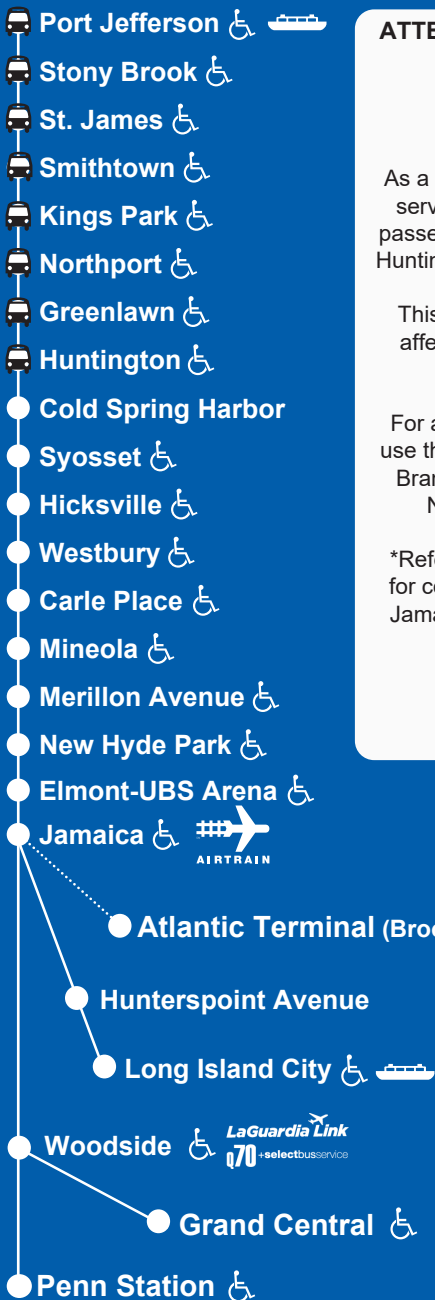 Port Jefferson
Stony Brook
St. James
Smithtown
Kings Park
Northport
Greenlawn
Huntington
Cold Spring Harbor
Syosset
Hicksville
Westbury
Carle Place
Mineola
Merillon Avenue
New Hyde Park
Elmont-UBS Arena
Jamaica
AIRTRAIN
Atlantic Terminal (Broo
Hunterspoint Avenue
Long Island City
Woodside
LaGuardia Link
Q70 +selectbusservice
Grand Central
Penn Station
ATTE
As a
serv
passe
Huntin
This
affe
For a
use th
Bran
N
*Refe
for co
Jama